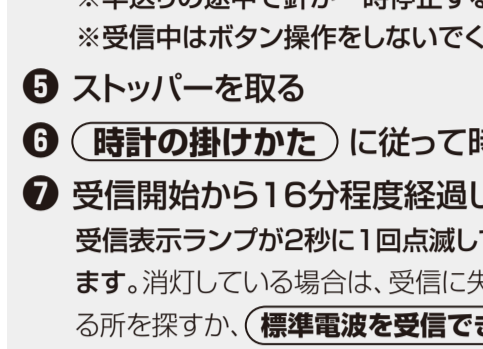 ※早送りの途中で針が一時停止する
※受信中はボタン操作をしないでく
❺ ストッパーを取る
❻ 時計の掛けかた に従って時
❼ 受信開始から16分程度経過し
受信表示ランプが2秒に1回点滅して
ます。消灯している場合は、受信に失
る所を探すか、標準電波を受信でき